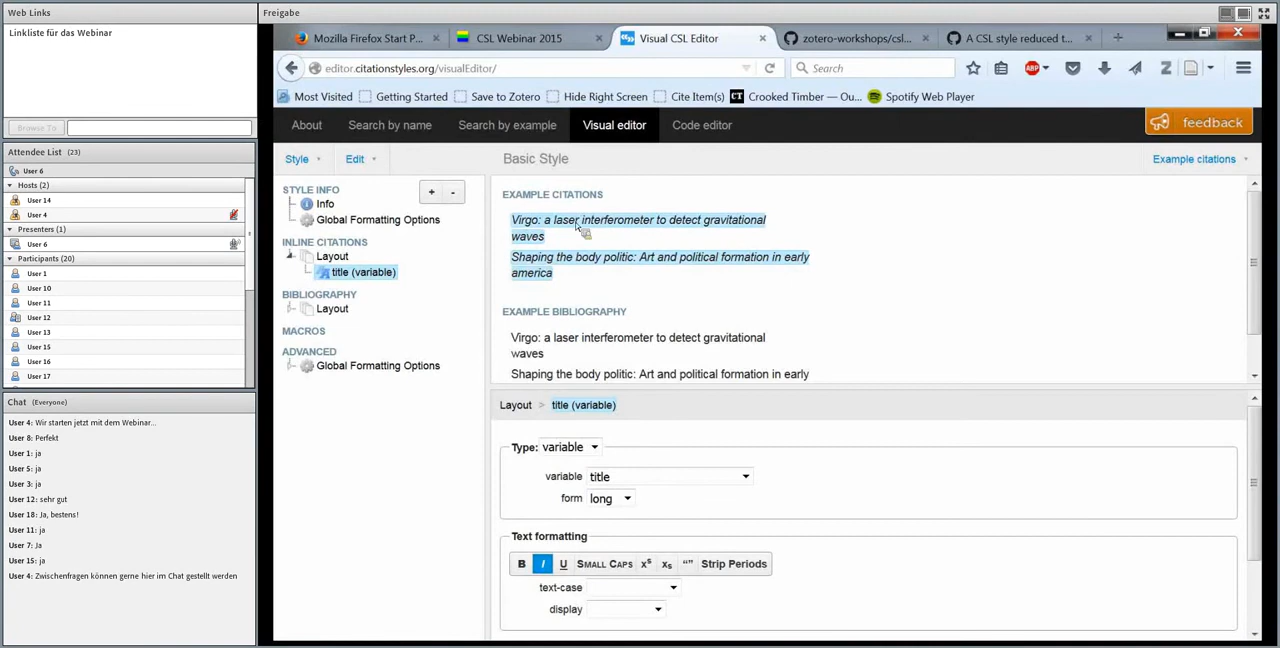 Web Links
Linkliste für das Webinar
Browse To
Attendee List (23)
User 6
Hosts (2)
User 14
User 4
Presenters (1)
User 6
Participants (20)
User 1
User 10
User 11
User 12
User 13
User 15
User 16
User 17
Chat (Everyone)
User 4: Wir starten jetzt mit dem Webinar...
User 8: Perfekt
User 1: ja
User 5: ja
User 3: ja
User 12: sehr gut
User 18: Ja, bestens!
User 11: ja
User 7: Ja
User 15: ja
User 4: Zwischenfragen können gerne hier im Chat gestellt werden
Freigabe
Mozilla Firefox Start P...
CSL Webinar 2015
Visual CSL Editor
zotero-workshops/csl...
A CSL style reduced t...
editor.citationstyles.org/visualEditor/
Search
ABP
Z
Most Visited
Getting Started
Save to Zotero
Hide Right Screen
Cite Item(s)
CT Crooked Timber — Ou...
Spotify Web Player
About
Search by name
Search by example
Visual editor
Code editor
feedback
Style
Edit
Basic Style
Example citations
STYLE INFO
+ -
Info
Global Formatting Options
INLINE CITATIONS
Layout
title (variable)
BIBLIOGRAPHY
Layout
MACROS
ADVANCED
Global Formatting Options
EXAMPLE CITATIONS
Virgo: a laser interferometer to detect gravitational
waves
Shaping the body politic: Art and political formation in early
america
EXAMPLE BIBLIOGRAPHY
Virgo: a laser interferometer to detect gravitational
waves
Shaping the body politic: Art and political formation in early
Layout > title (variable)
Type: variable
variable title
form long
Text formatting
B I U SMALL CAPS x^s x_s “” Strip Periods
text-case
display